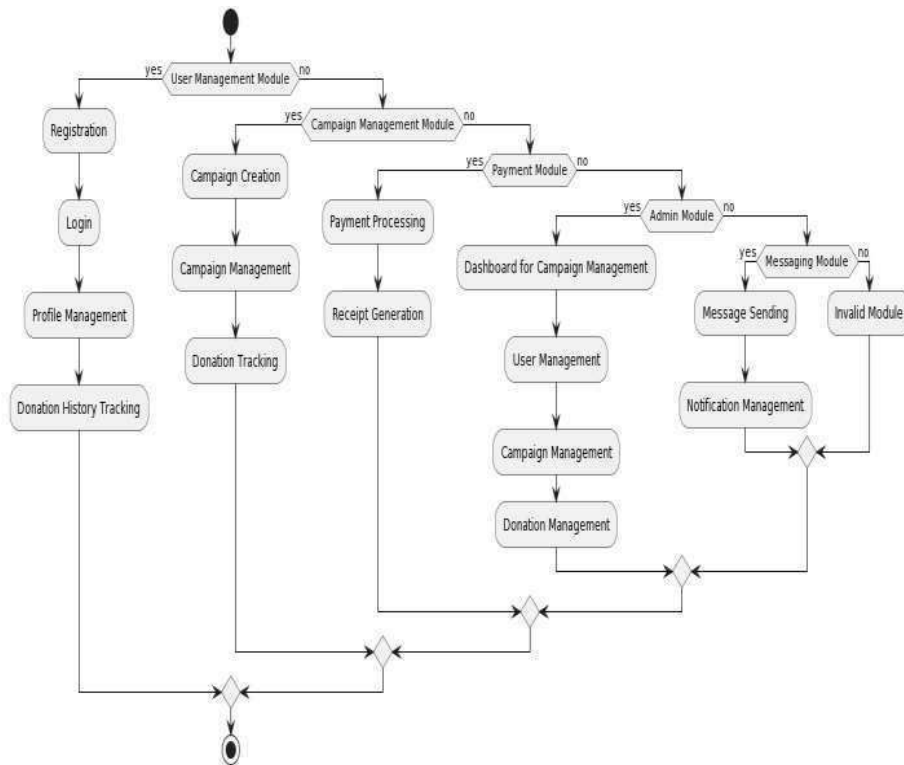 yes
User Management Module
no
Registration
yes
Campaign Management Module
no
Campaign Creation
yes
Payment Module
no
Login
Payment Processing
yes
Admin Module
no
Campaign Management
Dashboard for Campaign Management
yes
Messaging Module
no
Profile Management
Receipt Generation
Message Sending
Invalid Module
Donation Tracking
User Management
Donation History Tracking
Notification Management
Campaign Management
Donation Management